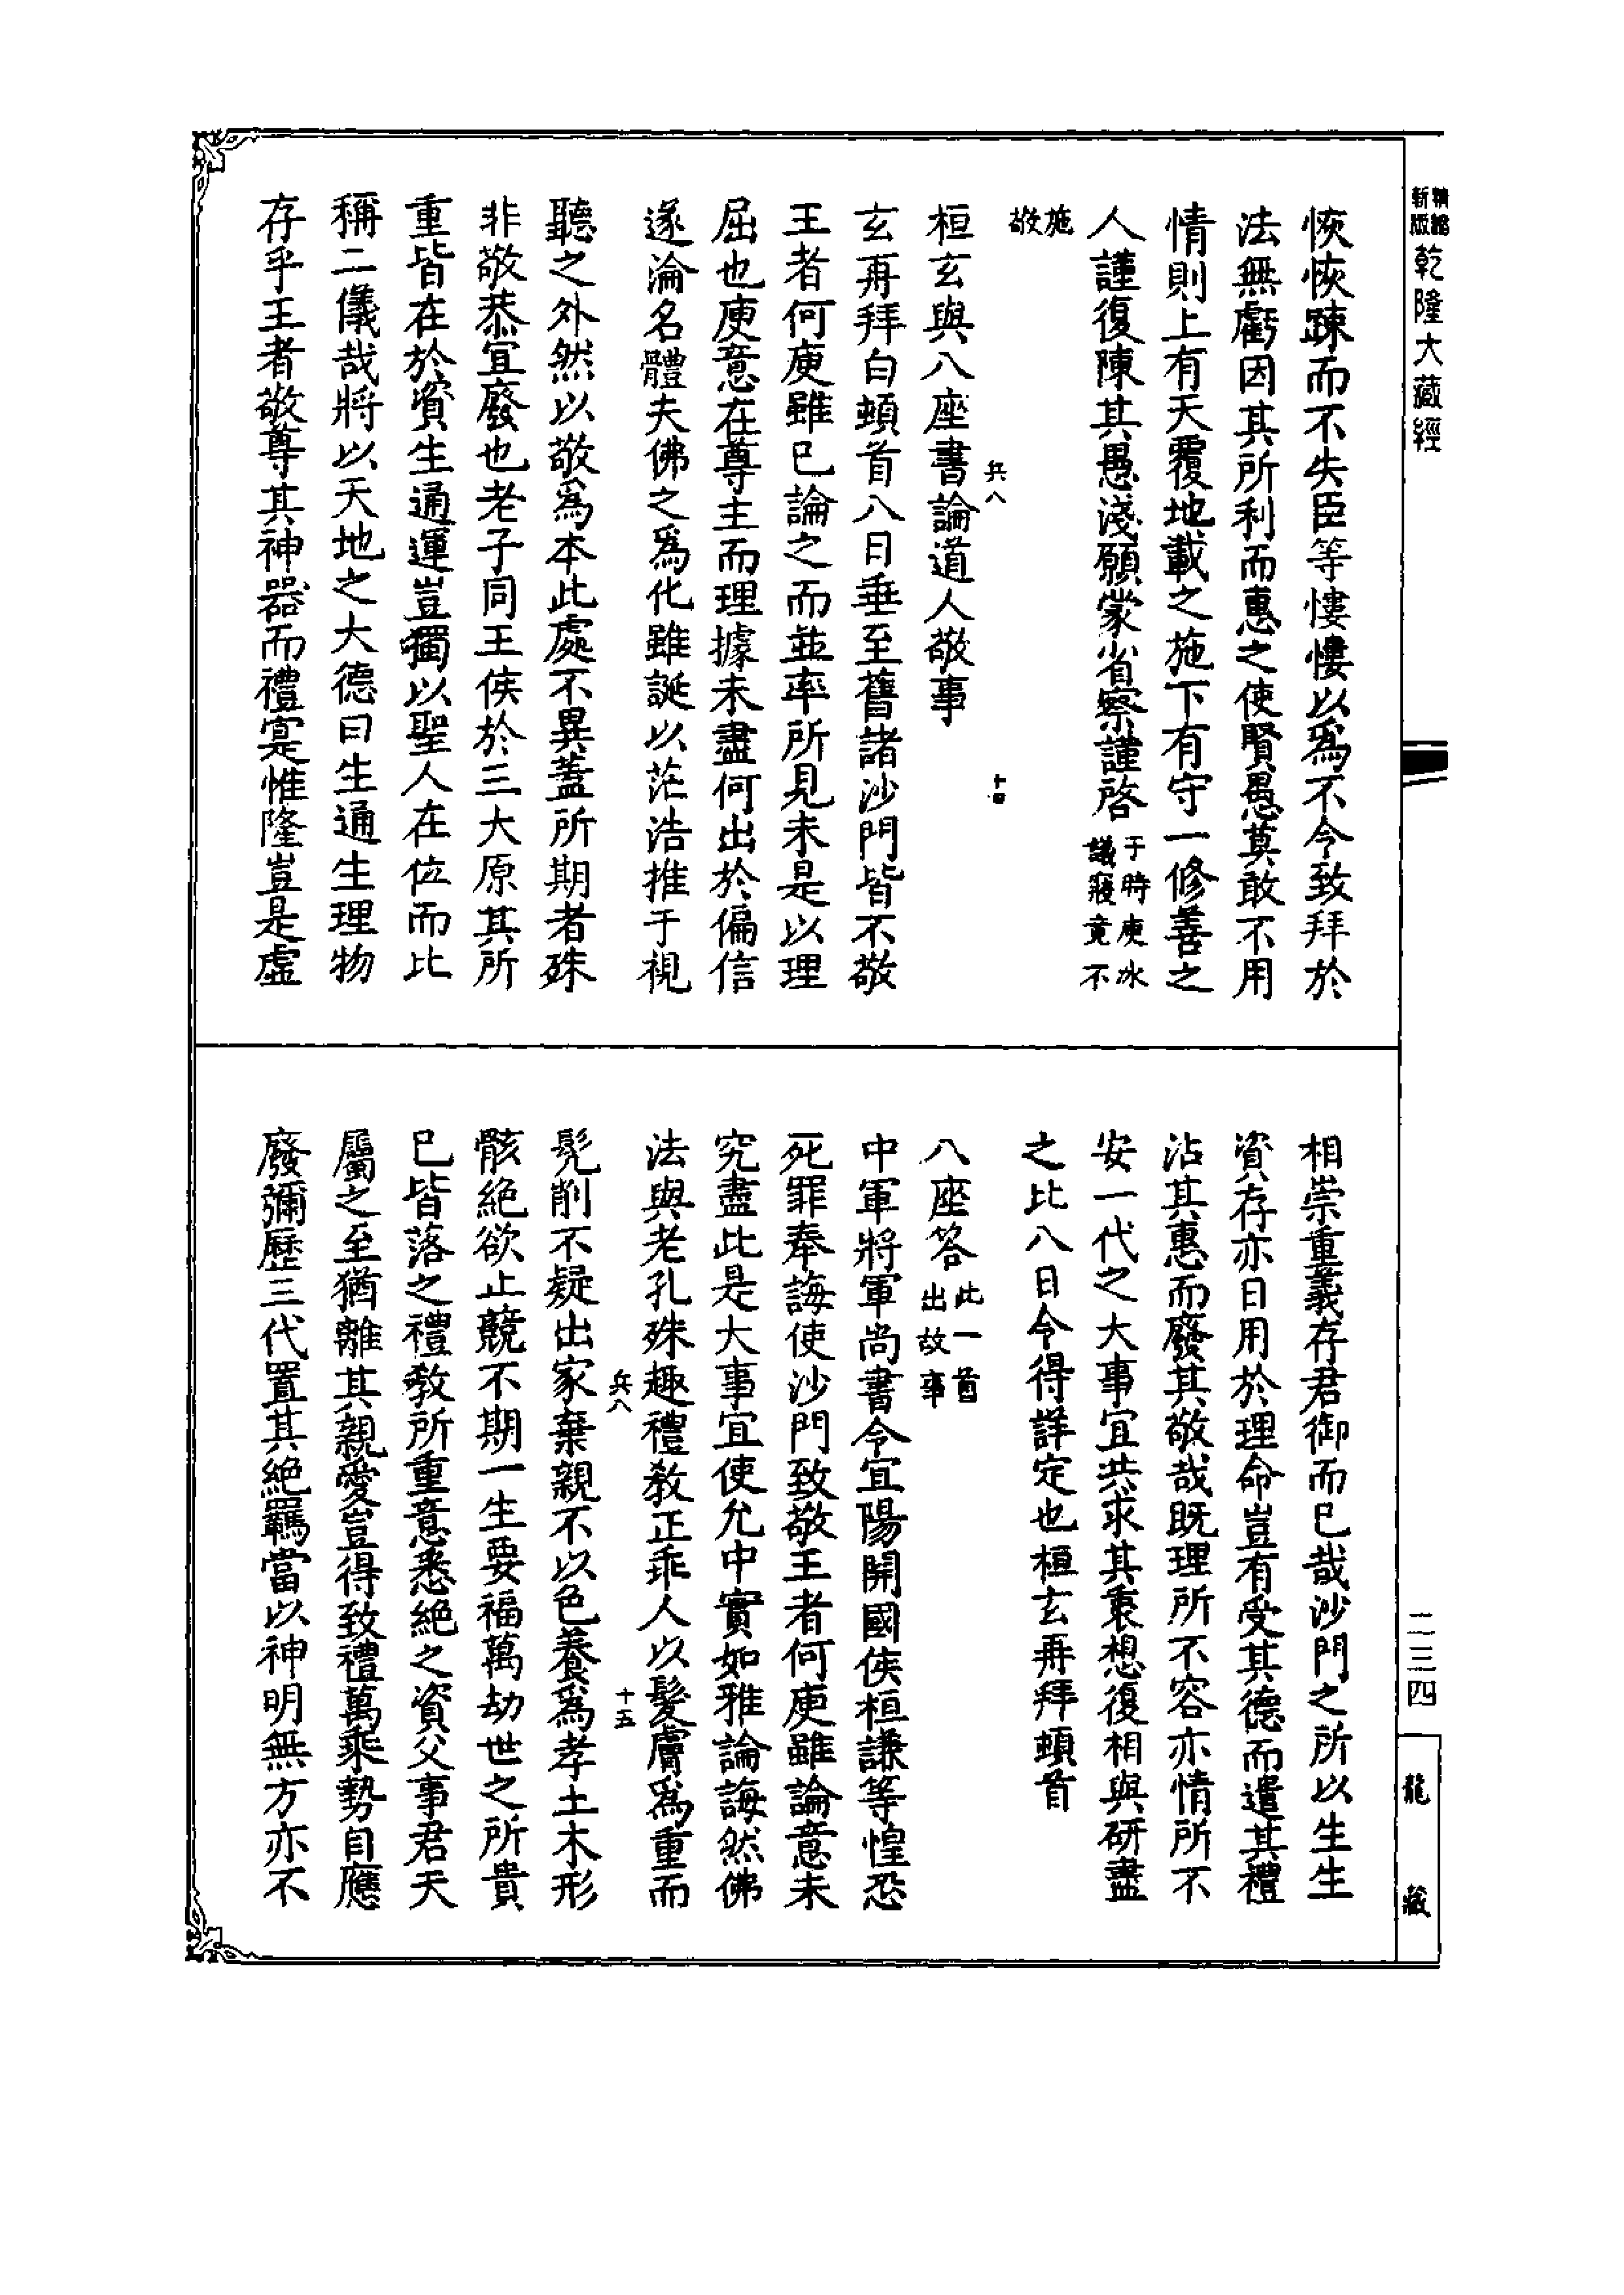 精縮
新版
乾隆大藏經
恢恢踈而不失臣等慺慺以爲不令致拜於
法無虧因其所利而惠之使賢愚莫敢不用
情則上有天覆地載之施下有守一修善之
人謹復陳其愚淺願蒙省察謹啓
于時庾氷
議寢竟不
施
敬
兵八
十四
桓玄與八座書論道人敬事
玄再拜白頓首八日垂至舊諸沙門皆不敬
王者何庾雖已論之而並率所見未是以理
屈也庾意在尊主而理據未盡何出於偏信
遂淪名體夫佛之爲化雖誕以茫浩推于視
聽之外然以敬爲本此處不異蓋所期者殊
非敬恭宜廢也老子同王侯於三大原其所
重皆在於資生通運豈獨以聖人在位而比
稱二儀哉將以天地之大德曰生通生理物
存乎王者敬尊其神器而禮寔惟隆豈是虛
相崇重義存君御而已哉沙門之所以生生
資存亦日用於理命豈有受其德而遣其禮
沾其惠而廢其敬哉既理所不容亦情所不
安一代之大事宜共求其衷想復相與研盡
之比八日令得詳定也桓玄再拜頓首
八座答
此一首
出故事
中軍將軍尚書令宜陽開國侯桓謙等惶恐
死罪奉誨使沙門致敬王者何庾雖論意未
究盡此是大事宜使允中實如雅論誨然佛
法與老孔殊趣禮教正乖人以髮膚爲重而
兵八
十五
髡削不疑出家棄親不以色養爲孝土木形
骸絕欲止競不期一生要福萬劫世之所貴
已皆落之禮教所重意悉絕之資父事君天
屬之至猶離其親愛豈得致禮萬乘勢自應
廢彌歷三代置其絕羈當以神明無方亦不
二三四
龍藏